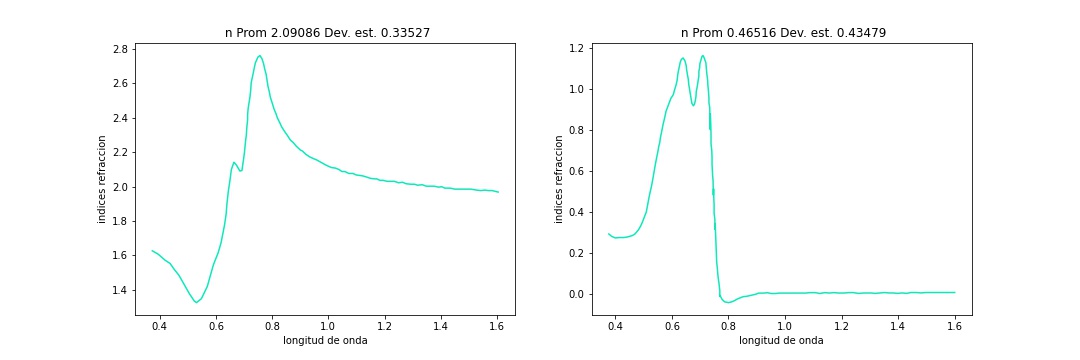 n Prom 2.09086 Dev. est. 0.33527
indices refraccion
2.8
2.6
2.4
2.2
2.0
1.8
1.6
1.4
0.4 0.6 0.8 1.0 1.2 1.4 1.6
longitud de onda
n Prom 0.46516 Dev. est. 0.43479
indices refraccion
1.2
1.0
0.8
0.6
0.4
0.2
0.0
0.4 0.6 0.8 1.0 1.2 1.4 1.6
longitud de onda